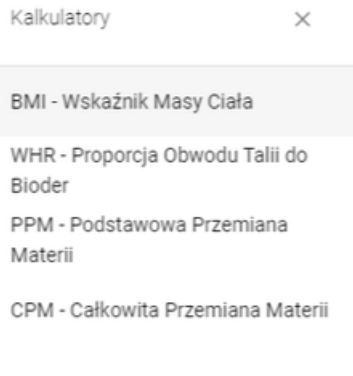 Kalkulatory
BMI - Wskaźnik Masy Ciała
WHR - Proporcja Obwodu Talii do
Bioder
PPM - Podstawowa Przemiana
Materii
CPM - Całkowita Przemiana Materii